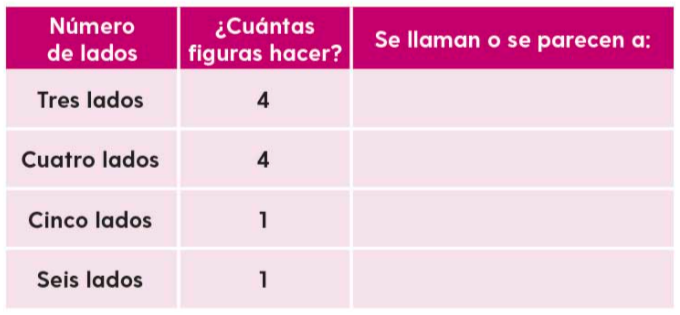 Número
de lados
¿Cuántas
figuras hacer?
Se llaman o se parecen a:
Tres lados
4
Cuatro lados
4
Cinco lados
1
Seis lados
1